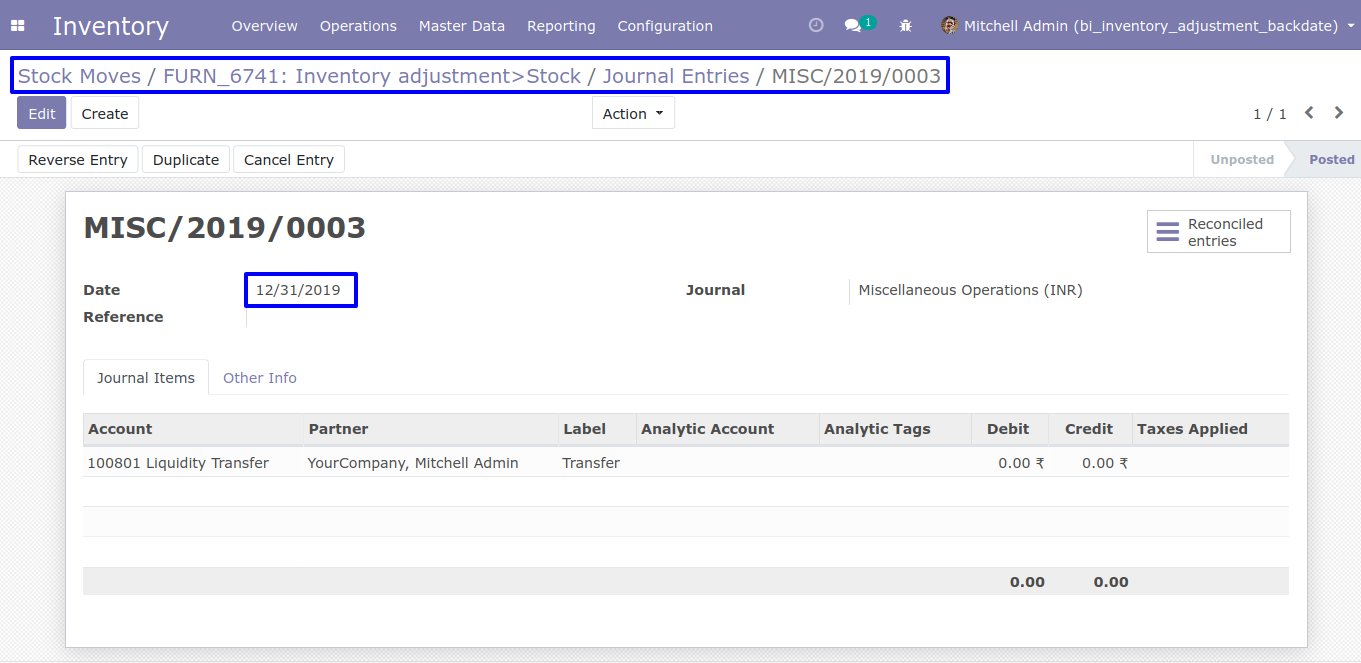 Inventory Overview Operations Master Data Reporting Configuration 1 Mitchell Admin (bi_inventory_adjustment_backdate)
Stock Moves / FURN_6741: Inventory adjustment>Stock / Journal Entries / MISC/2019/0003
Edit Create Action 1 / 1
Reverse Entry Duplicate Cancel Entry Unposted Posted
MISC/2019/0003
Reconciled
entries
Date 12/31/2019 Journal Miscellaneous Operations (INR)
Reference
Journal Items Other Info
Account Partner Label Analytic Account Analytic Tags Debit Credit Taxes Applied
100801 Liquidity Transfer YourCompany, Mitchell Admin Transfer 0.00 ₹ 0.00 ₹
0.00 0.00